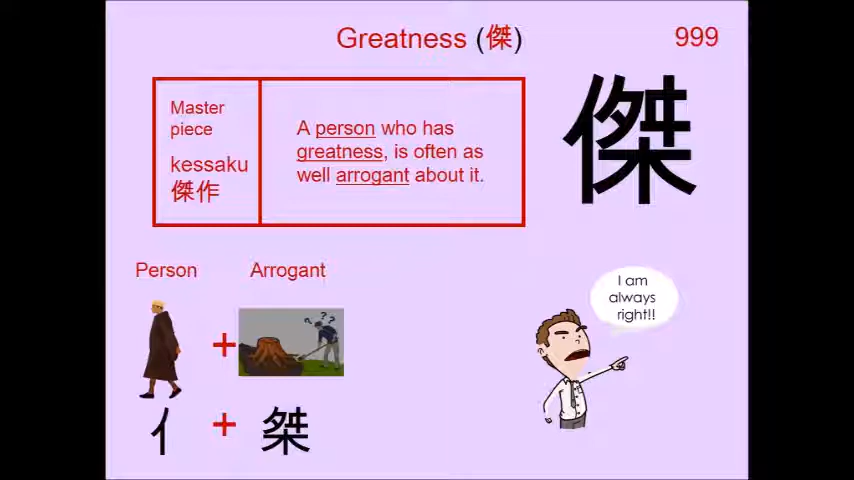 Greatness (傑)
999
Master
piece
kessaku
傑作
A person who has
greatness, is often as
well arrogant about it.
傑
Person
Arrogant
? ? ?
+
I am
always
right!!
亻 + 桀